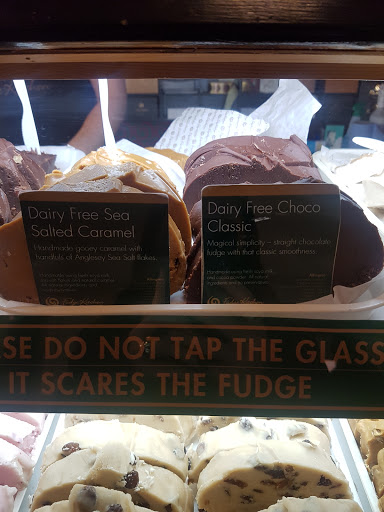 Dairy Free Sea
Salted Caramel
Handmade gooey caramel with
handfuls of Anglesey Sea Salt flakes.
Dairy Free Choco
Classic
Magical simplicity – straight chocolate
fudge with that classic smoothness
SE DO NOT TAP THE GLASS
IT SCARES THE FUDGE